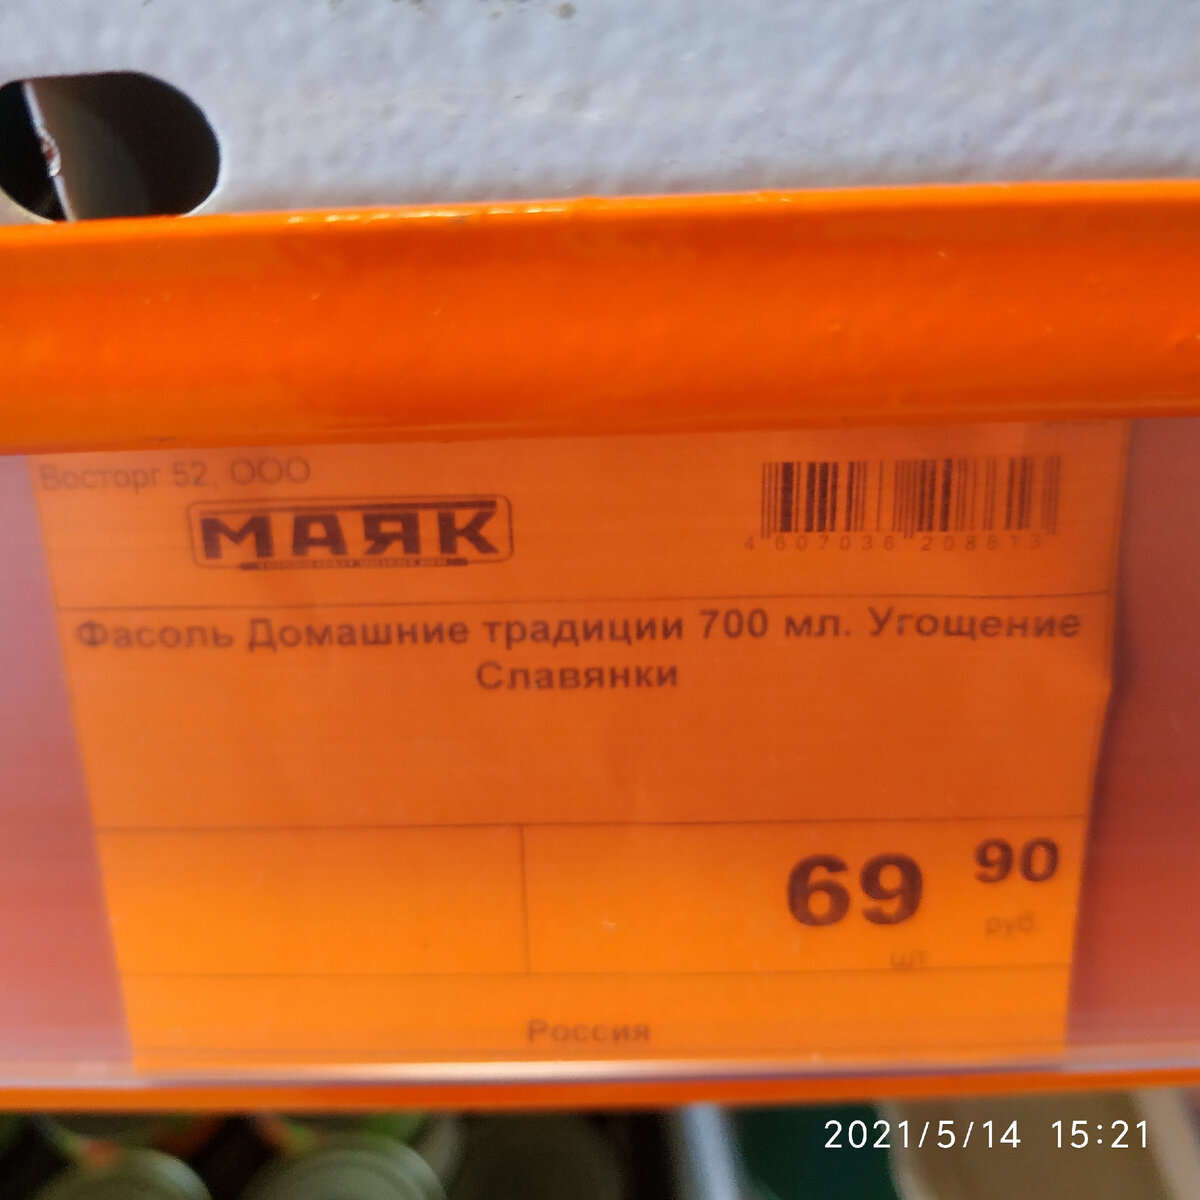 Восторг 52, ООО
МАЯК
4 607036 208613
Фасоль Домашние традиции 700 мл. Угощение
Славянки
69 90
руб.
шт
Россия
2021/5/14 15:21